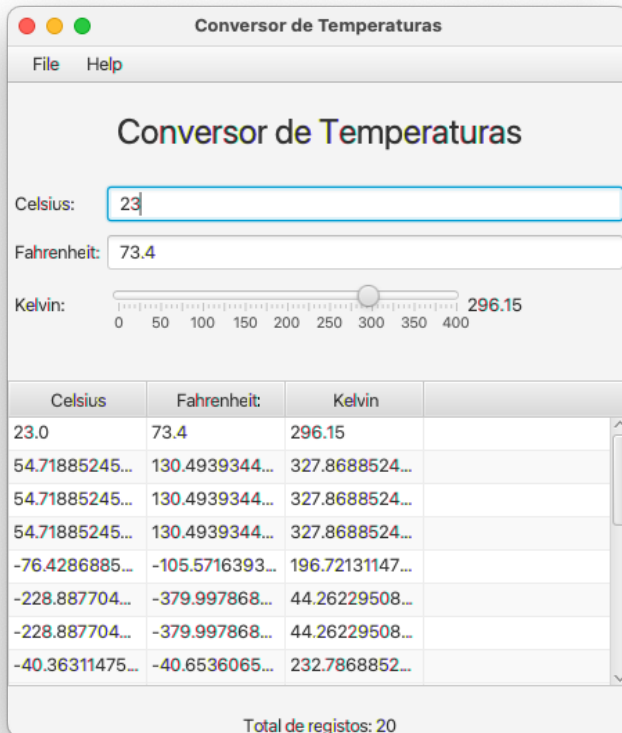 Conversor de Temperaturas
File Help
Conversor de Temperaturas
Celsius: 23
Fahrenheit: 73.4
Kelvin: 296.15
0 50 100 150 200 250 300 350 400
Celsius Fahrenheit: Kelvin
23.0 73.4 296.15
54.71885245... 130.4939344... 327.8688524...
54.71885245... 130.4939344... 327.8688524...
54.71885245... 130.4939344... 327.8688524...
-76.4286885... -105.5716393... 196.72131147...
-228.887704... -379.997868... 44.26229508...
-228.887704... -379.997868... 44.26229508...
-40.36311475... -40.6536065... 232.7868852...
Total de registos: 20